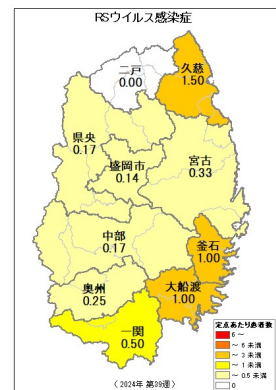 RSウイルス感染症
二戸
0.00
久慈
1.50
県央
0.17
盛岡市
0.14
宮古
0.33
中部
0.17
釜石
1.00
奥州
0.25
大船渡
1.00
一関
0.50
定点あたり患者数
6～
～ 6 未満
～ 3 未満
～ 1 未満
～ 0.5 未満
0
（2024年 第39週）